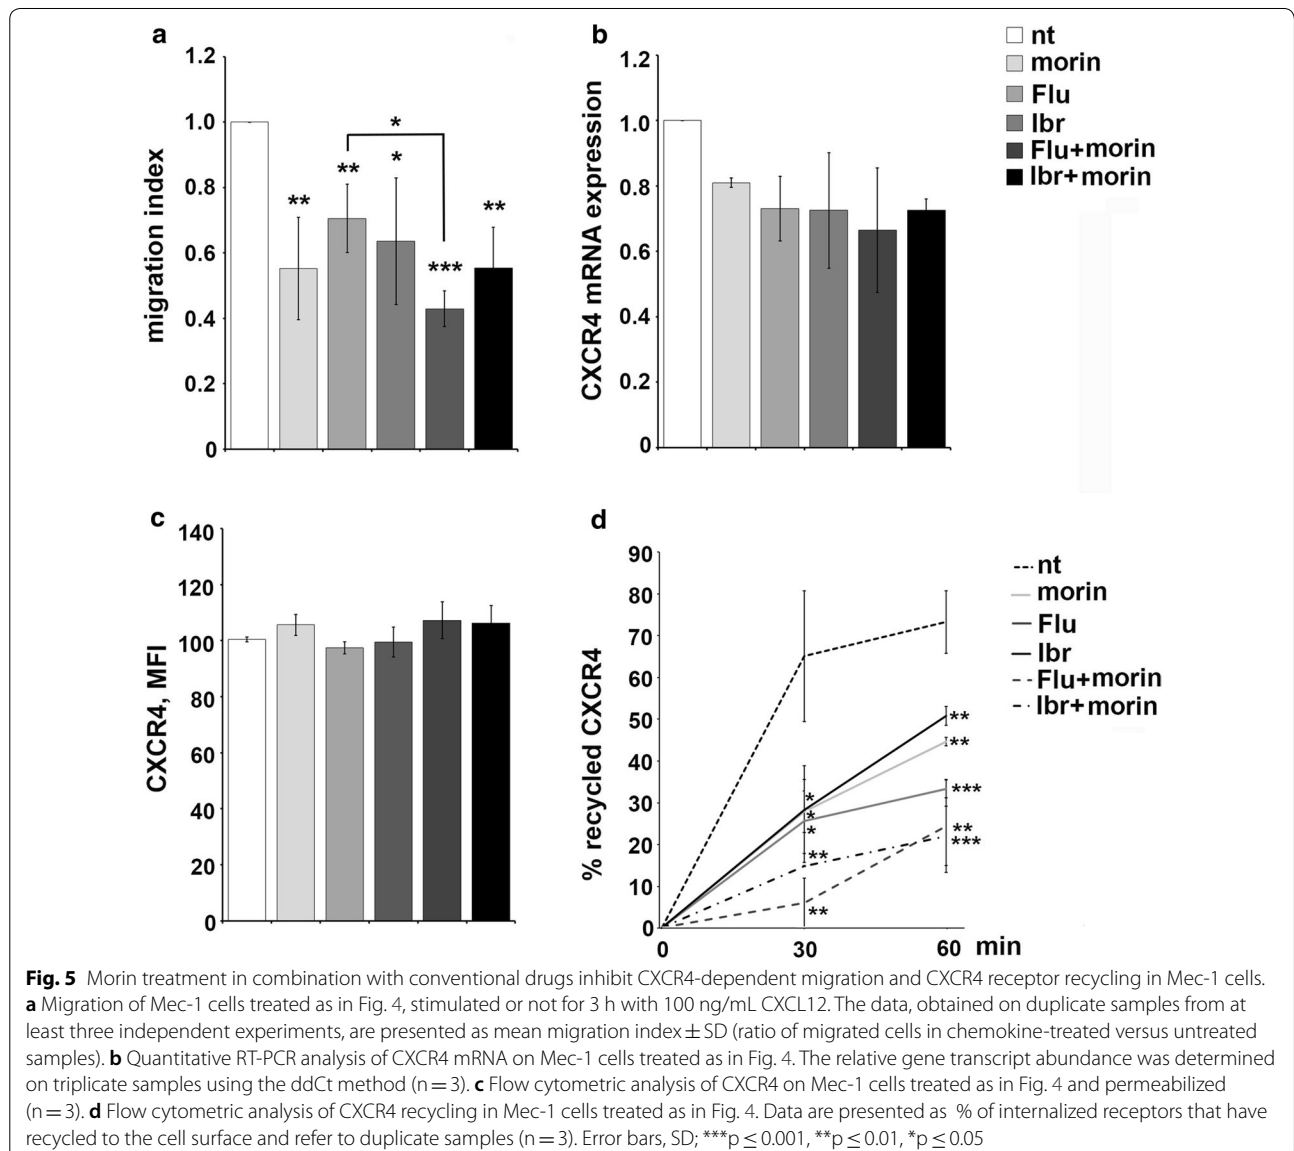 a
1.2
1.0
0.8
0.6
0.4
0.2
0
migration index
**
**
*
*
***
**
b
1.2
1.0
0.8
0.6
0.4
0.2
0
CXCR4 mRNA expression
nt
morin
Flu
Ibr
Flu+morin
Ibr+morin
c
140
120
100
80
60
40
20
0
CXCR4, MFI
d
90
80
70
60
50
40
30
20
10
0
% recycled CXCR4
*
*
*
**
**
**
**
***
**
***
0 30 60 min
nt
morin
Flu
Ibr
Flu+morin
Ibr+morin
Fig. 5 Morin treatment in combination with conventional drugs inhibit CXCR4-dependent migration and CXCR4 receptor recycling in Mec-1 cells.
a Migration of Mec-1 cells treated as in Fig. 4, stimulated or not for 3 h with 100 ng/mL CXCL12. The data, obtained on duplicate samples from at
least three independent experiments, are presented as mean migration index ± SD (ratio of migrated cells in chemokine-treated versus untreated
samples). b Quantitative RT-PCR analysis of CXCR4 mRNA on Mec-1 cells treated as in Fig. 4. The relative gene transcript abundance was determined
on triplicate samples using the ddCt method (n = 3). c Flow cytometric analysis of CXCR4 on Mec-1 cells treated as in Fig. 4 and permeabilized
(n = 3). d Flow cytometric analysis of CXCR4 recycling in Mec-1 cells treated as in Fig. 4. Data are presented as % of internalized receptors that have
recycled to the cell surface and refer to duplicate samples (n = 3). Error bars, SD; ***p ≤ 0.001, **p ≤ 0.01, *p ≤ 0.05